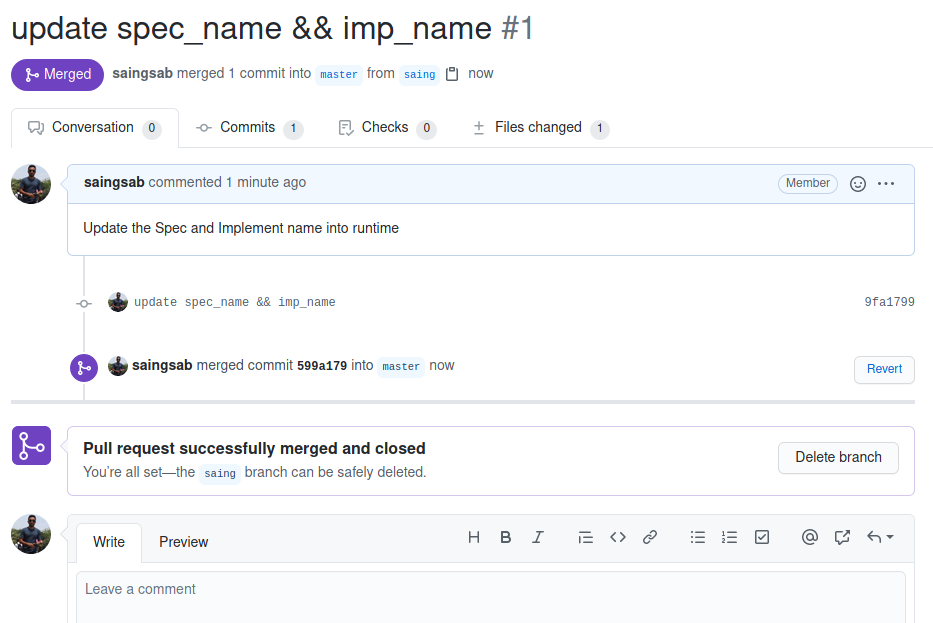 update spec_name && imp_name #1
Merged saingsab merged 1 commit into master from saing now
Conversation 0 Commits 1 Checks 0 Files changed 1
saingsab commented 1 minute ago Member
Update the Spec and Implement name into runtime
update spec_name && imp_name 9fa1799
saingsab merged commit 599a179 into master now Revert
Pull request successfully merged and closed
You're all set—the saing branch can be safely deleted. Delete branch
Write Preview
Leave a comment